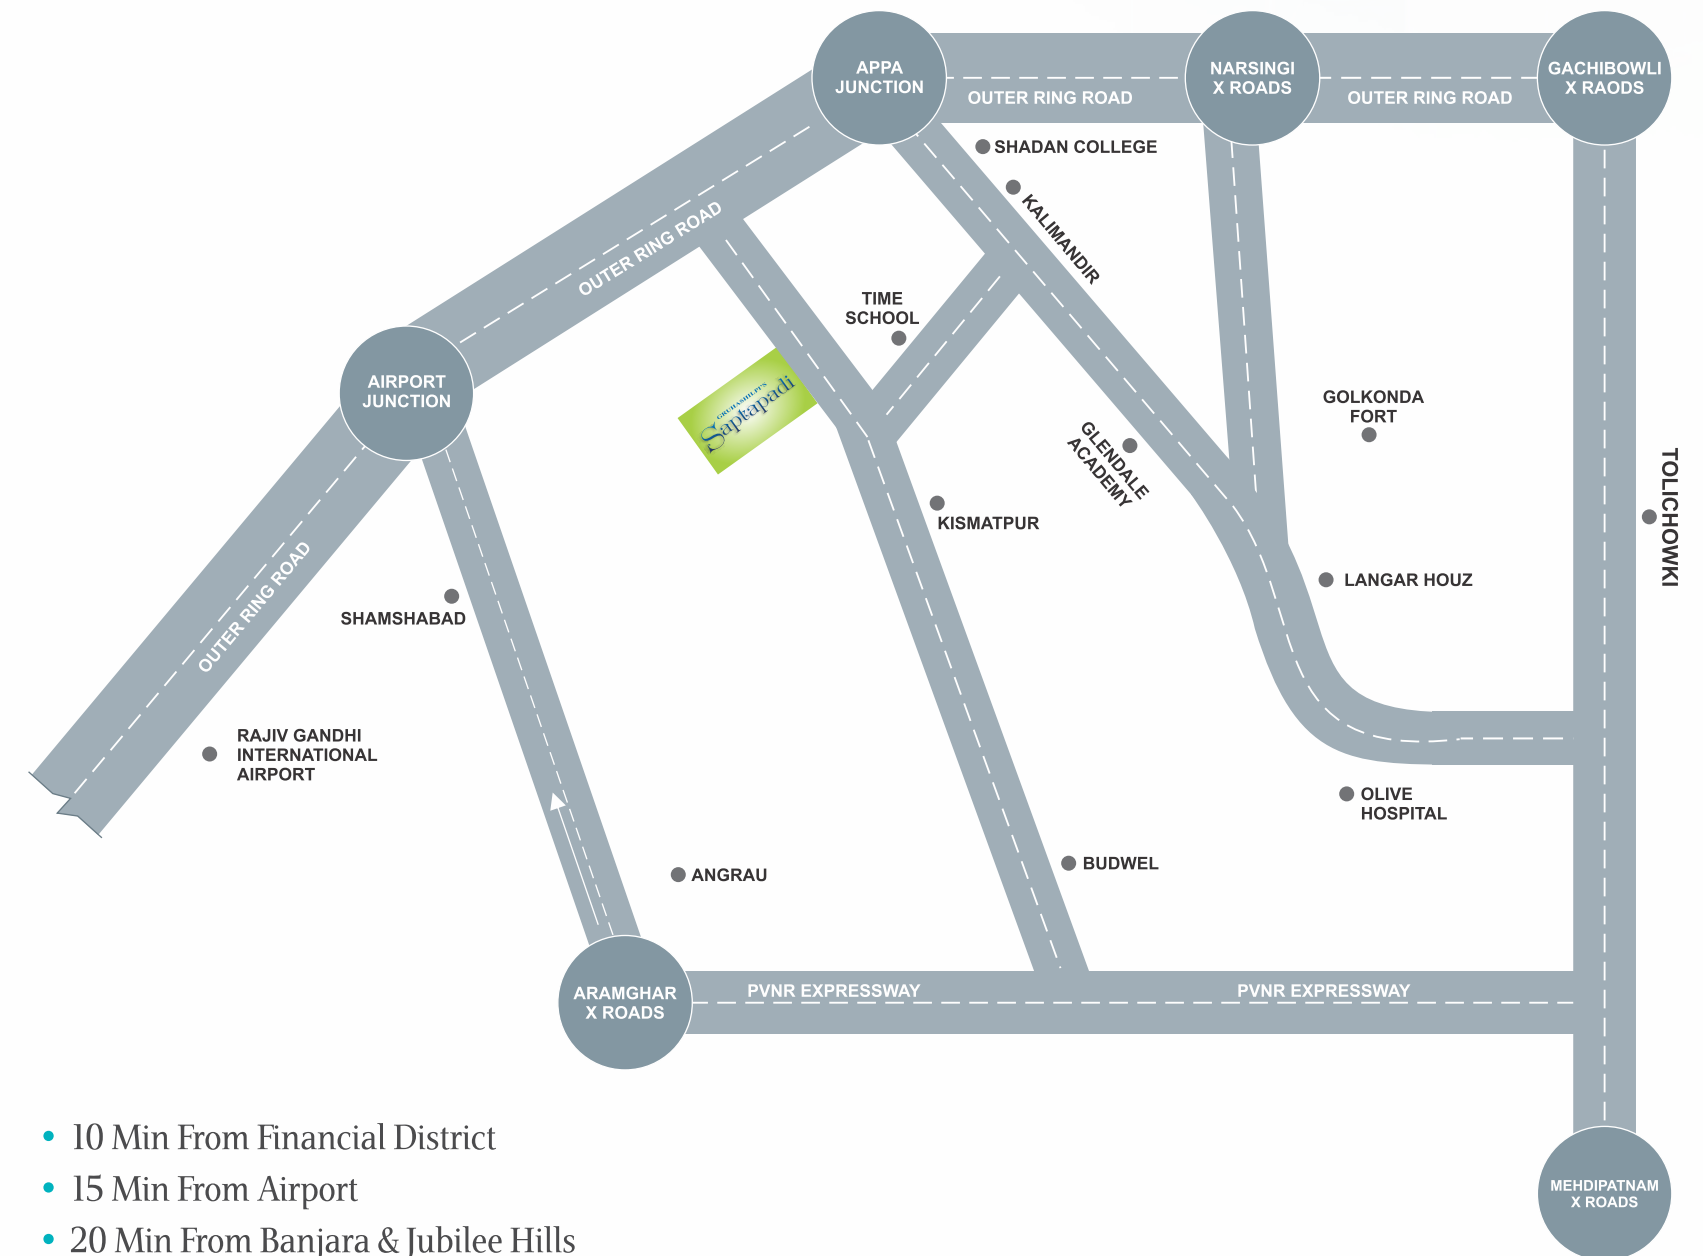 APPA
JUNCTION
NARSINGI
X ROADS
GACHIBOWLI
X RAODS
OUTER RING ROAD
OUTER RING ROAD
SHADAN COLLEGE
KALIMANDIR
OUTER RING ROAD
TIME
SCHOOL
AIRPORT
JUNCTION
GRUHASHILPI'S
Saptapadi
GOLKONDA
FORT
GLENDALE
ACADEMY
TOLICHOWKI
KISMATPUR
OUTER RING ROAD
LANGAR HOUZ
SHAMSHABAD
RAJIV GANDHI
INTERNATIONAL
AIRPORT
OLIVE
HOSPITAL
BUDWEL
ANGRAU
ARAMGHAR
X ROADS
PVNR EXPRESSWAY
PVNR EXPRESSWAY
MEHDIPATNAM
X ROADS
• 10 Min From Financial District
• 15 Min From Airport
• 20 Min From Banjara & Jubilee Hills